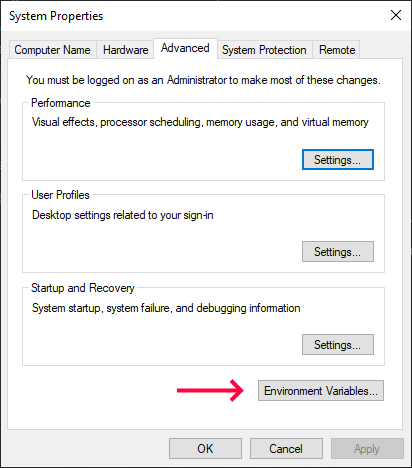 System Properties
Computer Name Hardware Advanced System Protection Remote
You must be logged on as an Administrator to make most of these changes.
Performance
Visual effects, processor scheduling, memory usage, and virtual memory
Settings...
User Profiles
Desktop settings related to your sign-in
Settings...
Startup and Recovery
System startup, system failure, and debugging information
Settings...
Environment Variables...
OK Cancel Apply